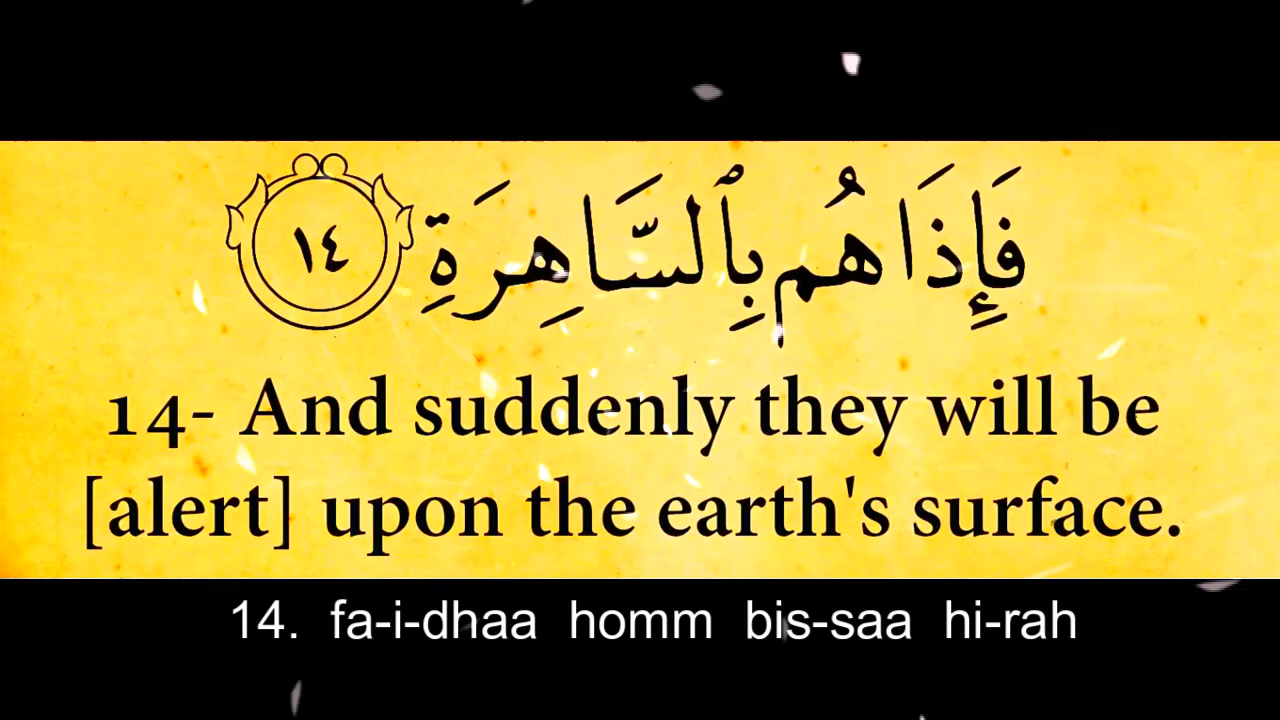 فَإِذَا هُم بِٱلسَّاهِرَةِ ١٤
14- And suddenly they will be
[alert] upon the earth's surface.
14. fa-i-dhaa homm bis-saa hi-rah